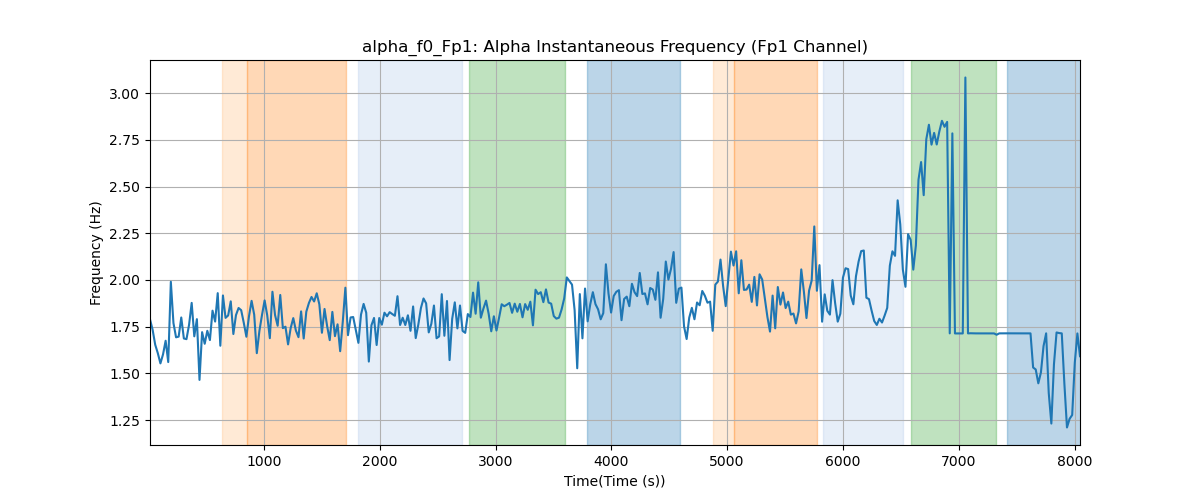 alpha_f0_Fp1: Alpha Instantaneous Frequency (Fp1 Channel)
3.00
2.75
2.50
2.25
2.00
1.75
1.50
1.25
Frequency (Hz)
1000 2000 3000 4000 5000 6000 7000 8000
Time(Time (s))